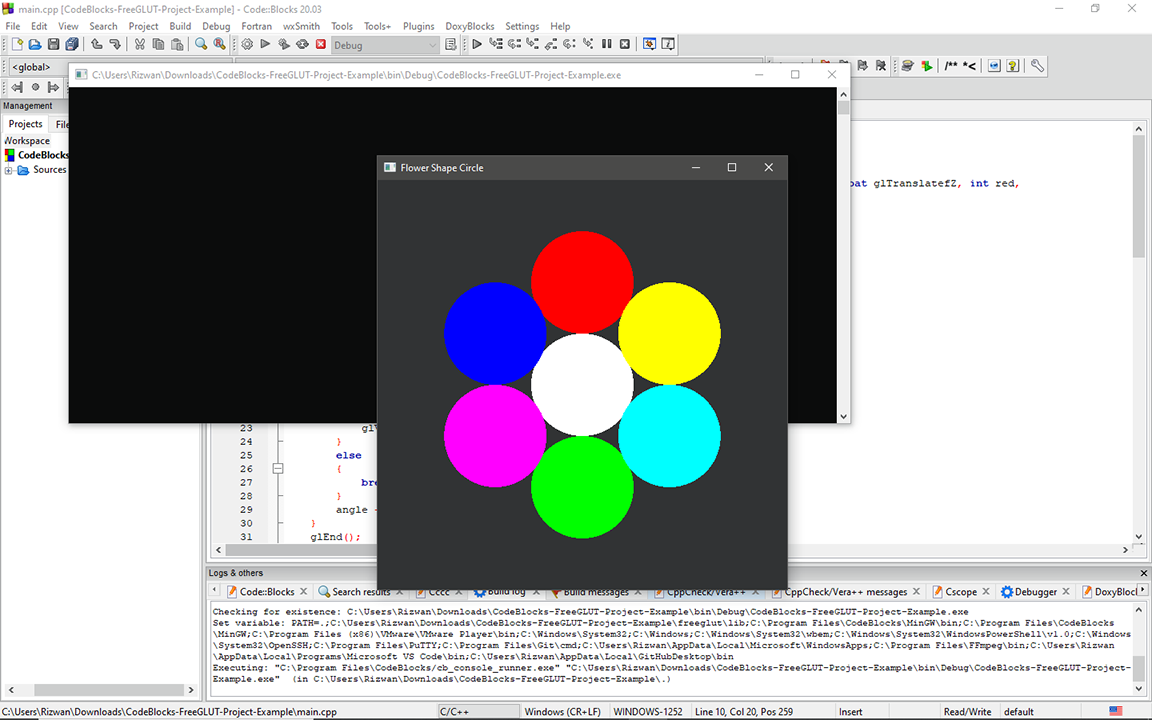 main.cpp [CodeBlocks-FreeGLUT-Project-Example] - Code::Blocks 20.03
File Edit View Search Project Build Debug Fortran wxSmith Tools Tools+ Plugins DoxyBlocks Settings Help
Debug
<global>
/** *<
C:\Users\Rizwan\Downloads\CodeBlocks-FreeGLUT-Project-Example\bin\Debug\CodeBlocks-FreeGLUT-Project-Example.exe
Management
Projects
Workspace
CodeBlocks
Sources
Flower Shape Circle
glTranslatefZ, int red,
23
24 }
25 else
26 {
27
28 }
29 angle
30 }
31 glEnd();
Logs & others
Code::Blocks Search results Cccc Build log Build messages CppCheck/Vera++ CppCheck/Vera++ messages Cscope Debugger
Checking for existence: C:\Users\Rizwan\Downloads\CodeBlocks-FreeGLUT-Project-Example\bin\Debug\CodeBlocks-FreeGLUT-Project-Example.exe
Set variable: PATH=.;C:\Users\Rizwan\Downloads\CodeBlocks-FreeGLUT-Project-Example\freeglut\lib;C:\Program Files\CodeBlocks\MinGW\bin;C:\Program Files\CodeBlocks
\MinGW;C:\Program Files (x86)\VMware\VMware Player\bin;C:\Windows\System32;C:\Windows;C:\Windows\System32\wbem;C:\Windows\System32\WindowsPowerShell\v1.0;C:\Windows
\System32\OpenSSH;C:\Program Files\PuTTY;C:\Program Files\Git\cmd;C:\Users\Rizwan\AppData\Local\Microsoft\WindowsApps;C:\Program Files\FFmpeg\bin;C:\Users\Rizwan
\AppData\Local\Programs\Microsoft VS Code\bin;C:\Users\Rizwan\AppData\Local\GitHubDesktop\bin
Executing: "C:\Program Files\CodeBlocks/cb_console_runner.exe" "C:\Users\Rizwan\Downloads\CodeBlocks-FreeGLUT-Project-Example\bin\Debug\CodeBlocks-FreeGLUT-Project-
Example.exe" (in C:\Users\Rizwan\Downloads\CodeBlocks-FreeGLUT-Project-Example\.)
C:\Users\Rizwan\Downloads\CodeBlocks-FreeGLUT-Project-Example\main.cpp C/C++ Windows (CR+LF) WINDOWS-1252 Line 10, Col 20, Pos 259 Insert Read/Write default